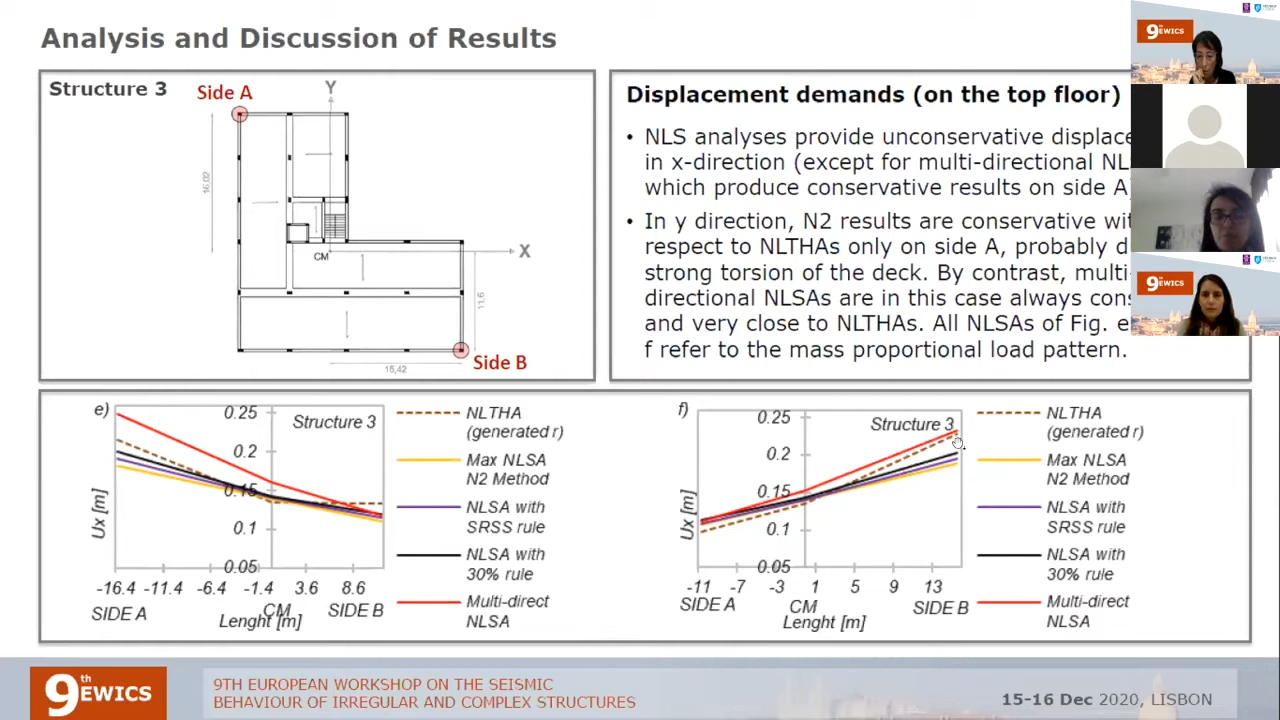 Analysis and Discussion of Results
Structure 3
Side A
Y
16,02
X
CM
11,6
Side B
15,42
Displacement demands (on the top floor)
• NLS analyses provide unconservative
in x-direction (except for multi-directional
which produce conservative results on side A
• In y direction, N2 results are conservative
respect to NLTHAs only on side A, probably
strong torsion of the deck. By contrast, multi-
directional NLSAs are in this case always
and very close to NLTHAs. All NLSAs of Fig. e
f refer to the mass proportional load pattern.
e)
Structure 3
0.25
0.2
0.15
0.1
0.05
Ux [m]
-16.4 -11.4 -6.4 -1.4 3.6 8.6
SIDE A CM SIDE B
Lenght [m]
NLTHA
(generated r)
Max NLSA
N2 Method
NLSA with
SRSS rule
NLSA with
30% rule
Multi-direct
NLSA
f)
Structure 3
0.25
0.2
0.15
0.1
0.05
Ux [m]
-11 -7 -3 1 5 9 13
SIDE A CM SIDE B
Lenght [m]
NLTHA
(generated r)
Max NLSA
N2 Method
NLSA with
SRSS rule
NLSA with
30% rule
Multi-direct
NLSA
9th EWICS
9th EWICS
9th EWICS
9TH EUROPEAN WORKSHOP ON THE SEISMIC
BEHAVIOUR OF IRREGULAR AND COMPLEX STRUCTURES
15-16 Dec 2020, LISBON